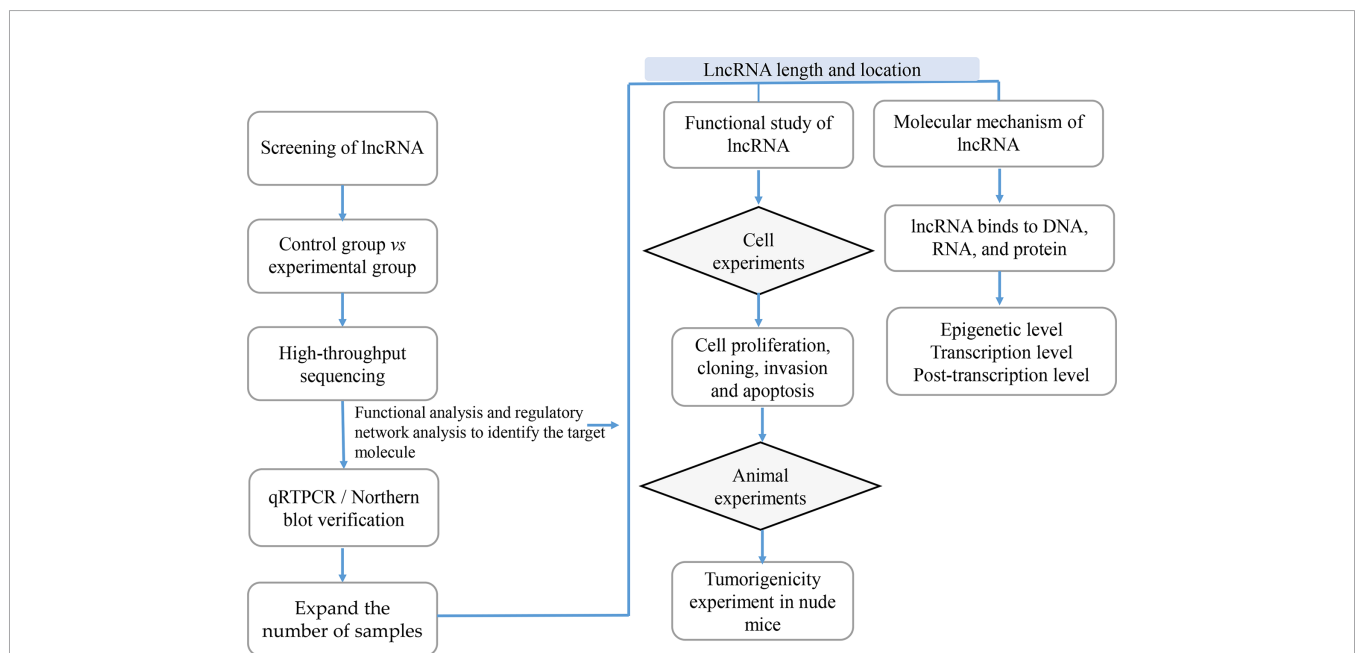 LncRNA length and location
Screening of lncRNA
Control group vs
experimental group
High-throughput
sequencing
Functional analysis and regulatory
network analysis to identify the target
molecule
qRTPCR / Northern
blot verification
Expand the
number of samples
Functional study of
lncRNA
Cell
experiments
Cell proliferation,
cloning, invasion
and apoptosis
Animal
experiments
Tumorigenicity
experiment in nude
mice
Molecular mechanism of
lncRNA
lncRNA binds to DNA,
RNA, and protein
Epigenetic level
Transcription level
Post-transcription level